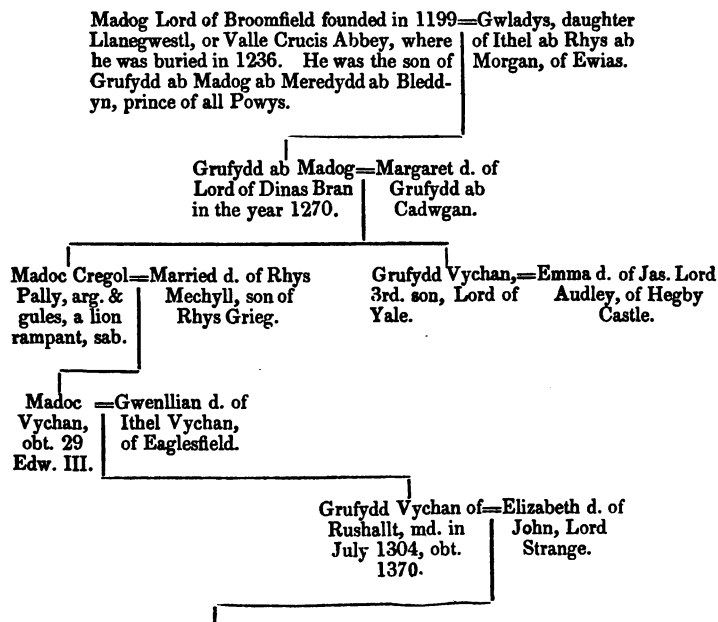 Madog Lord of Broomfield founded in 1199=Gwladys, daughter
Llanegwestl, or Valle Crucis Abbey, where
of Ithel ab Rhys ab
he was buried in 1236. He was the son of
Morgan, of Ewias.
Grufydd ab Madog ab Meredydd ab Bledd-
yn, prince of all Powys.
Grufydd ab Madog=Margaret d. of
Lord of Dinas Bran
Grufydd ab
in the year 1270.
Cadwgan.
Madoc Cregol=Married d. of Rhys
Pally, arg. &
Mechyll, son of
gules, a lion
Rhys Grieg.
rampant, sab.
Grufydd Vychan,=Emma d. of Jas. Lord
3rd. son, Lord of
Audley, of Hegby
Yale.
Castle.
Madoc =Gwenllian d. of
Vychan,
Ithel Vychan,
obt. 29
of Eaglesfield.
Edw. III.
Grufydd Vychan of=Elizabeth d. of
Rushallt, md. in
John, Lord
July 1304, obt.
Strange.
1370.